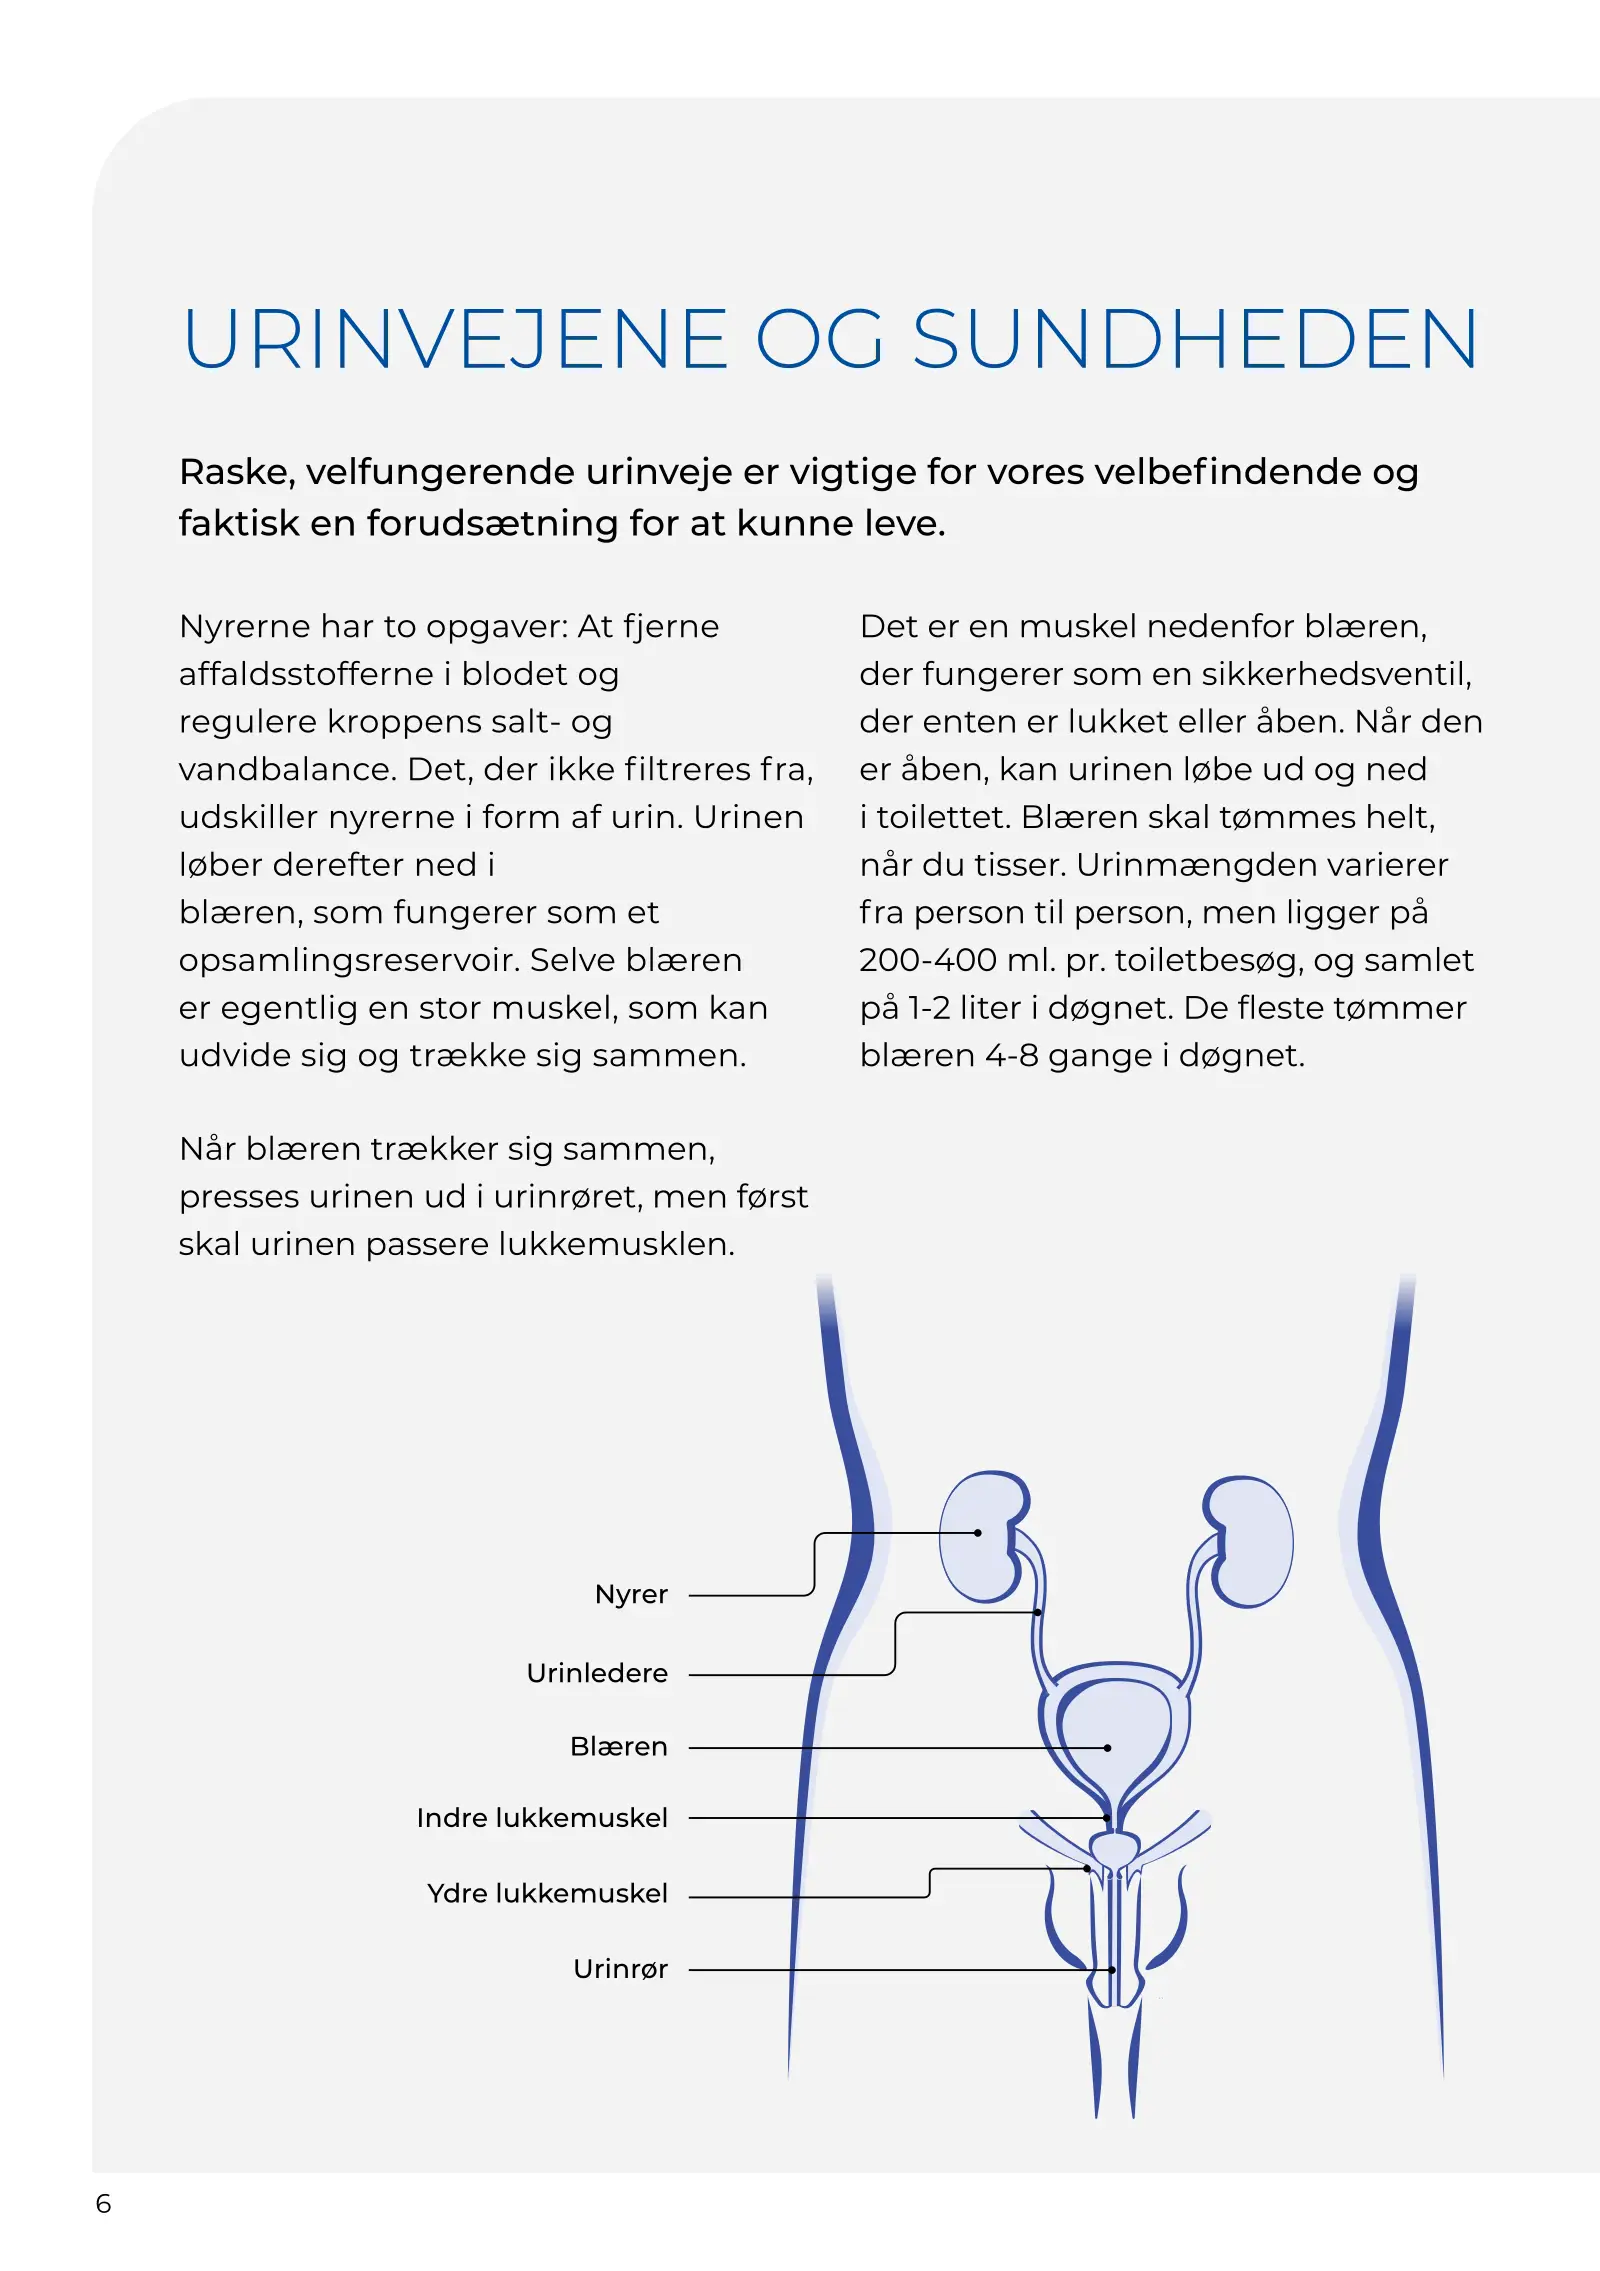 URINVEJENE OG SUNDHEDEN
Raske, velfungerende urinveje er vigtige for vores velbefindende og
faktisk en forudsætning for at kunne leve.
Nyrerne har to opgaver: At fjerne
affaldsstofferne i blodet og
regulere kroppens salt- og
vandbalance. Det, der ikke filtreres fra,
udskiller nyrerne i form af urin. Urinen
løber derefter ned i
blæren, som fungerer som et
opsamlingsreservoir. Selve blæren
er egentlig en stor muskel, som kan
udvide sig og trække sig sammen.
Når blæren trækker sig sammen,
presses urinen ud i urinrøret, men først
skal urinen passere lukkemusklen.
Det er en muskel nedenfor blæren,
der fungerer som en sikkerhedsventil,
der enten er lukket eller åben. Når den
er åben, kan urinen løbe ud og ned
i toilettet. Blæren skal tømmes helt,
når du tisser. Urinmængden varierer
fra person til person, men ligger på
200-400 ml. pr. toiletbesøg, og samlet
på 1-2 liter i døgnet. De fleste tømmer
blæren 4-8 gange i døgnet.
Nyrer
Urinledere
Blæren
Indre lukkemuskel
Ydre lukkemuskel
Urinrør
6